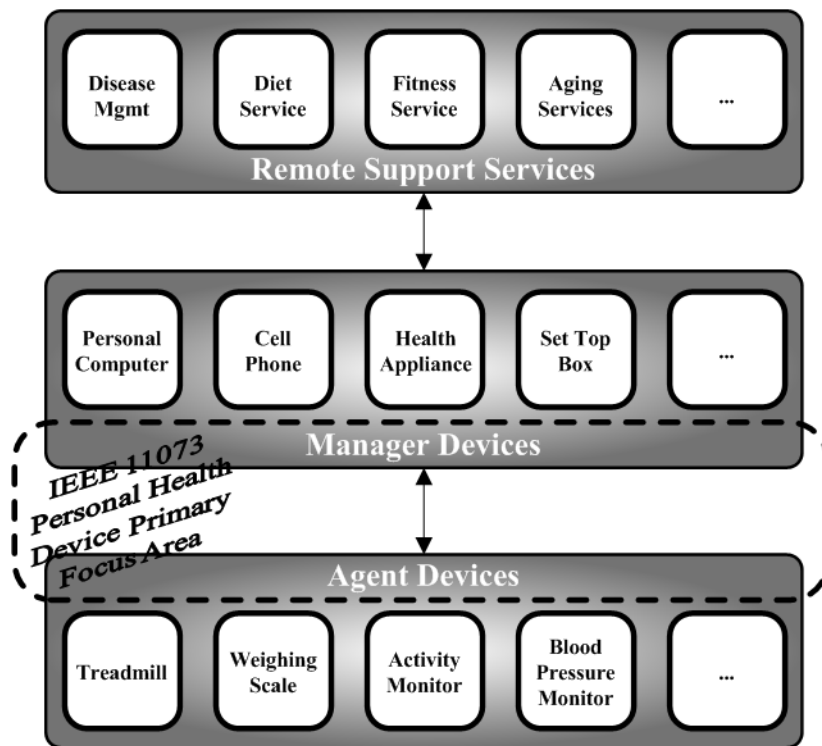 Disease
Mgmt
Diet
Service
Fitness
Service
Aging
Services
...
Remote Support Services
Personal
Computer
Cell
Phone
Health
Appliance
Set Top
Box
...
Manager Devices
IEEE 11073
Personal Health
Device Primary
Focus Area
Agent Devices
Treadmill
Weighing
Scale
Activity
Monitor
Blood
Pressure
Monitor
...